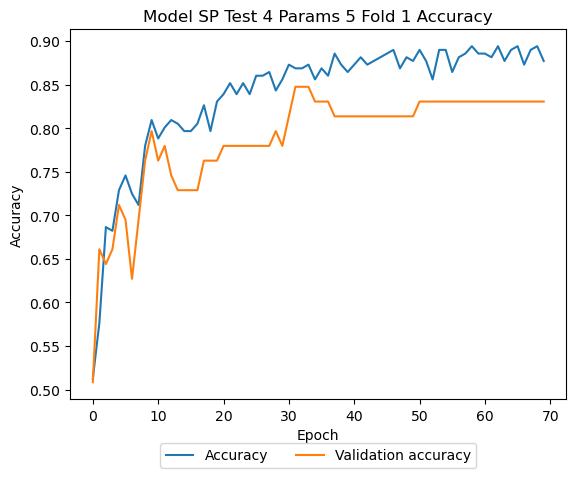 Model SP Test 4 Params 5 Fold 1 Accuracy
Accuracy
0.90
0.85
0.80
0.75
0.70
0.65
0.60
0.55
0.50
0 10 20 30 40 50 60 70
Epoch
Accuracy Validation accuracy